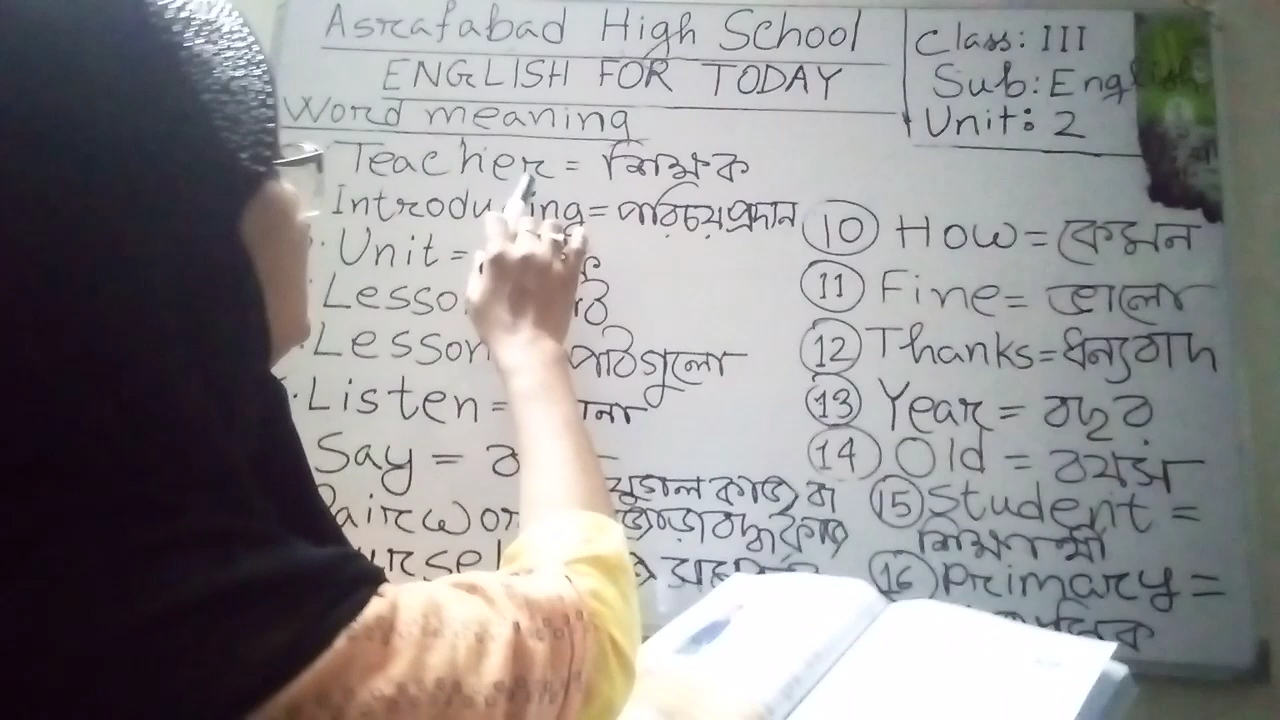 Asrafabad High School
ENGLISH FOR TODAY
Class: III
Sub: Eng
Unit: 2
Word meaning
Teacher = শিক্ষক
Introducing = পরিচয় প্রদান
Unit =
Lesson
Lesson পাঠগুলো
Listen =
Say =
10 How = কেমন
11 Fine = ভালো
12 Thanks = ধন্যবাদ
13 Year = বছর
14 Old = বয়স
15 Student =
শিক্ষার্থী
16 Primary =
যুগল কাজ বা
জোড়াবদ্ধ কাজ